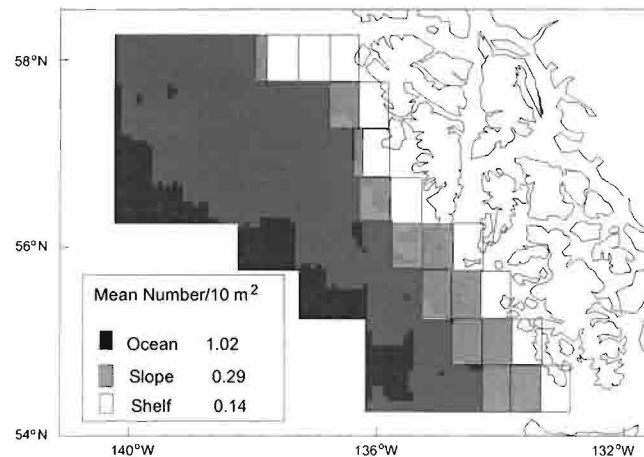 58°N
56°N
54°N
Mean Number/10 m²
Ocean 1.02
Slope 0.29
Shelf 0.14
140°W 136°W 132°W